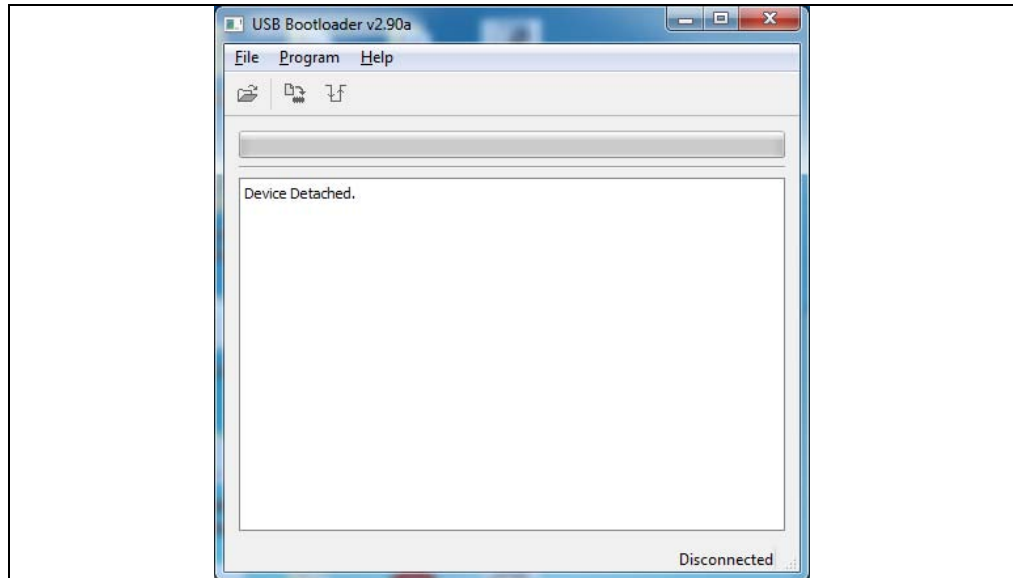 USB Bootloader v2.90a
File Program Help
Device Detached.
Disconnected